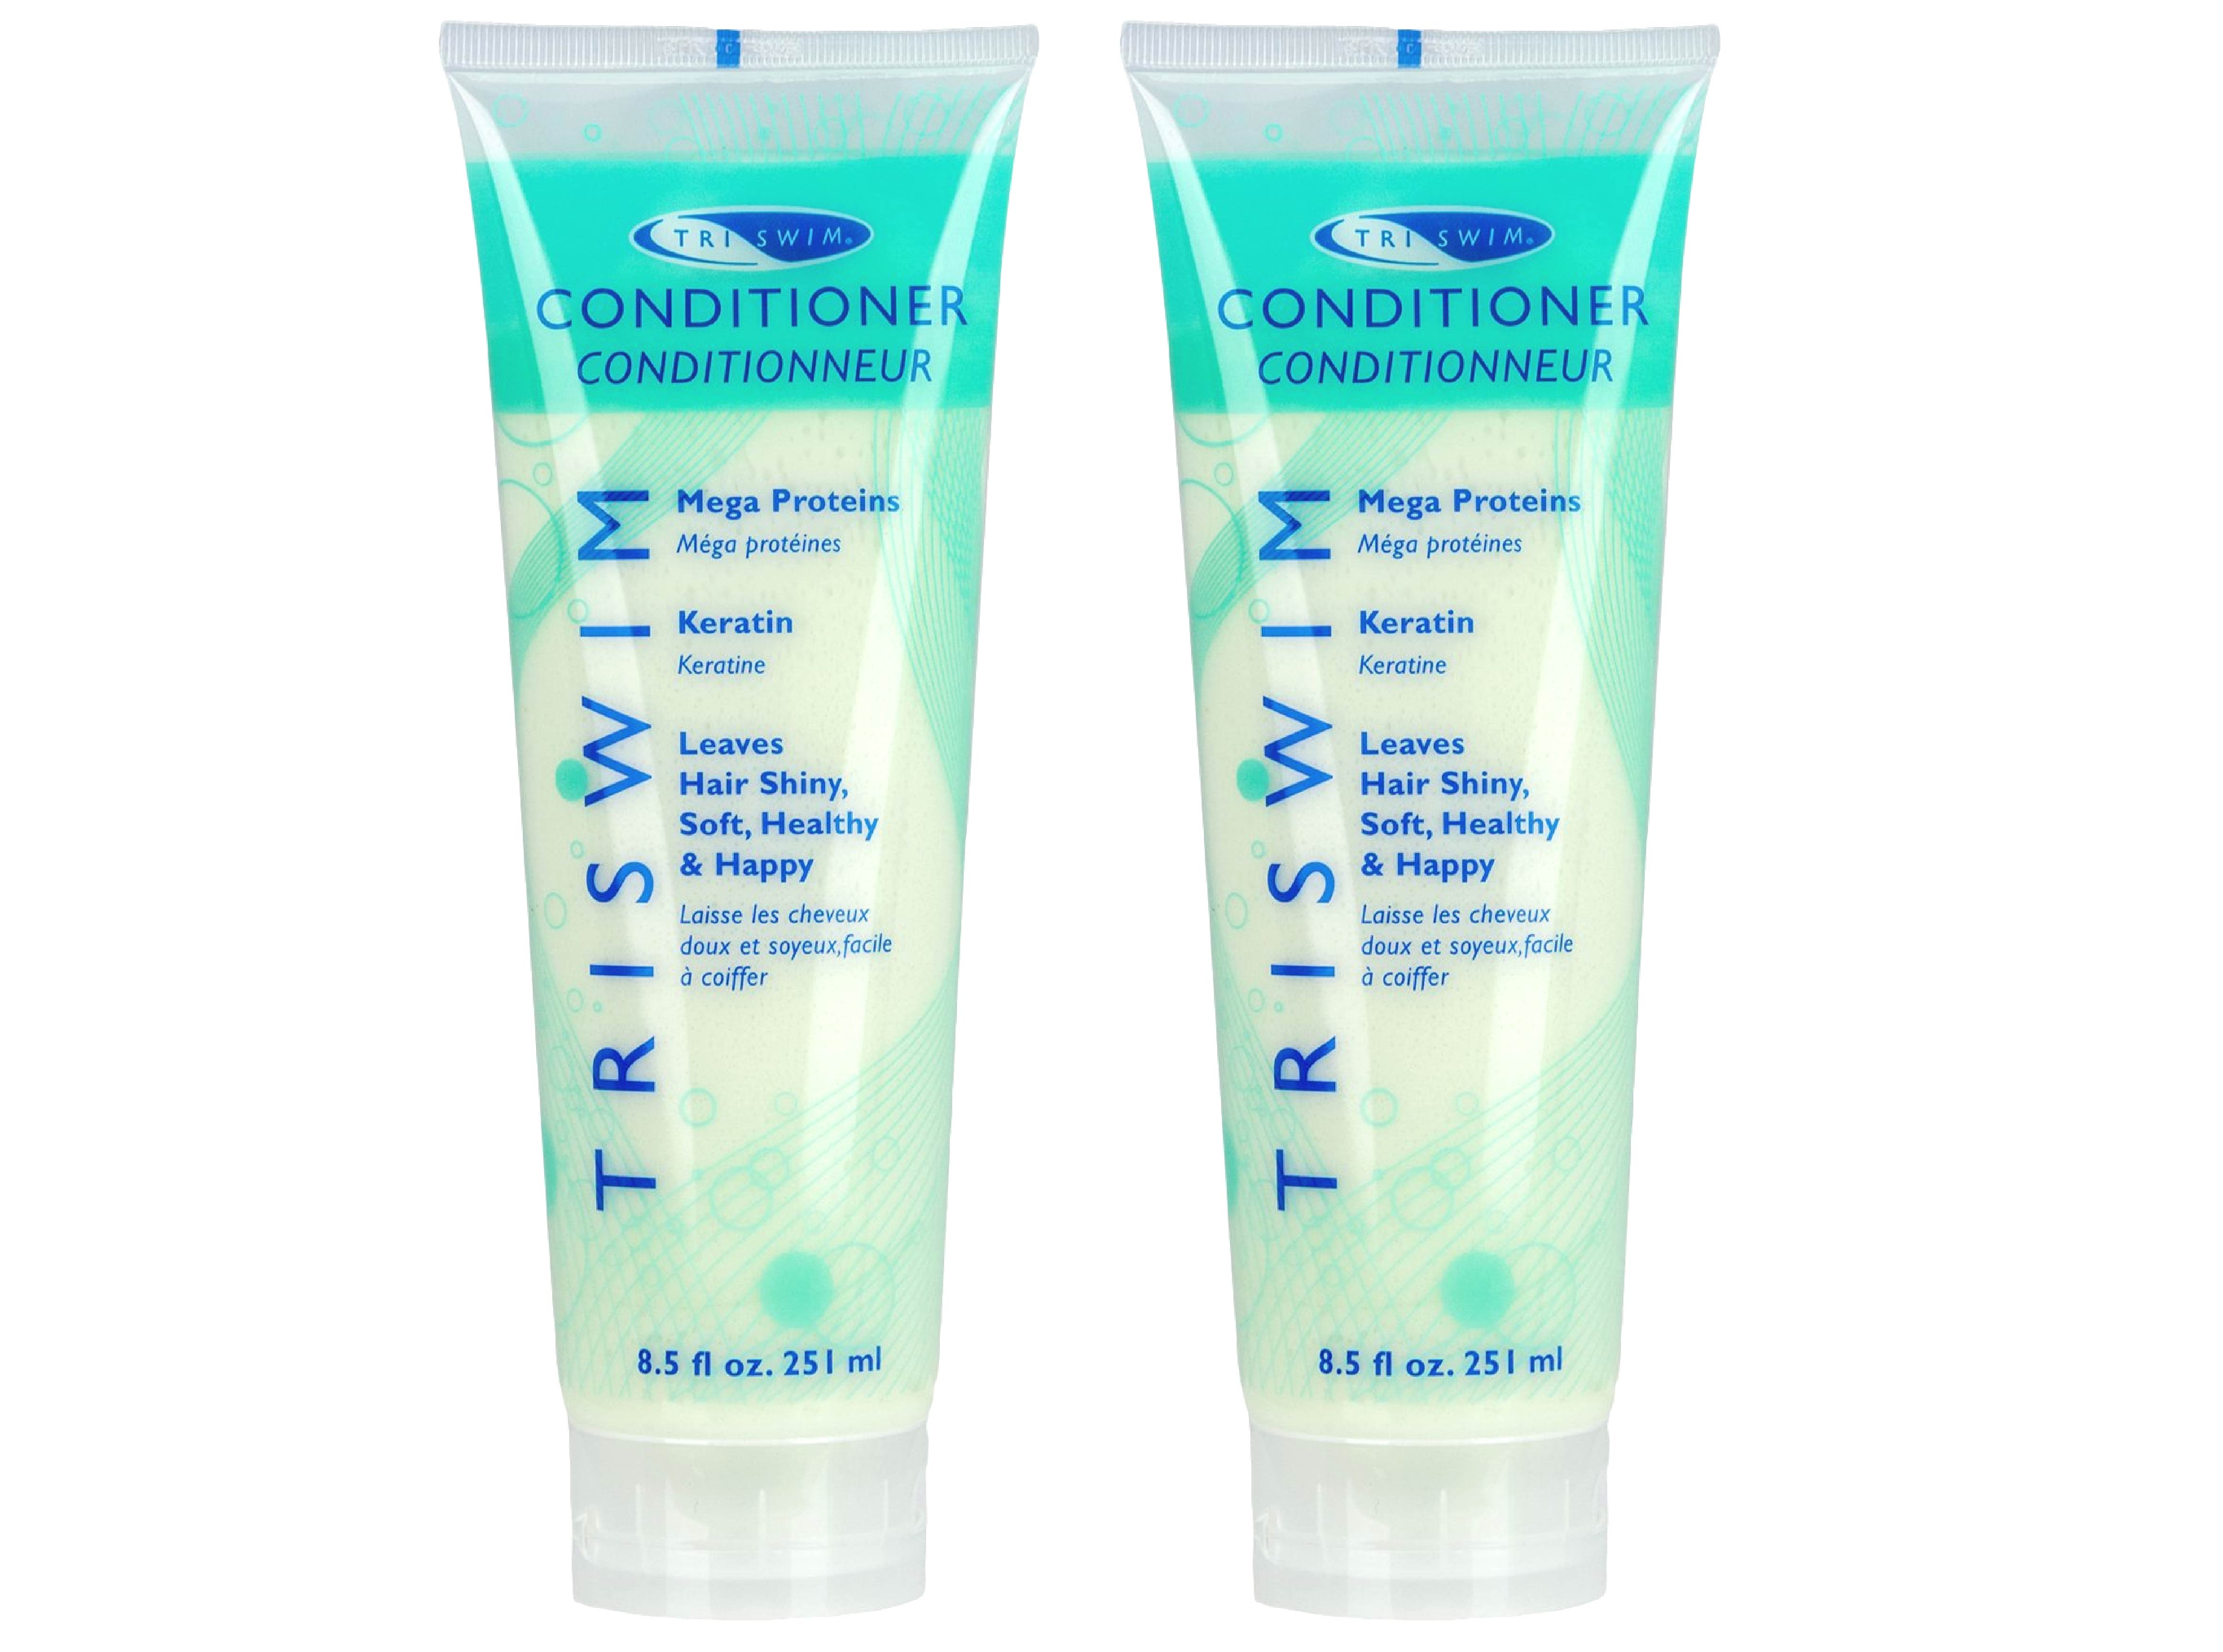 TRI SWIM®
CONDITIONER
CONDITIONNEUR
TRISWIM
Mega Proteins
Méga protéines
Keratin
Keratine
Leaves
Hair Shiny,
Soft, Healthy
& Happy
Laisse les cheveux
doux et soyeux,facile
à coiffer
8.5 fl oz. 251 ml
TRI SWIM®
CONDITIONER
CONDITIONNEUR
TRISWIM
Mega Proteins
Méga protéines
Keratin
Keratine
Leaves
Hair Shiny,
Soft, Healthy
& Happy
Laisse les cheveux
doux et soyeux,facile
à coiffer
8.5 fl oz. 251 ml